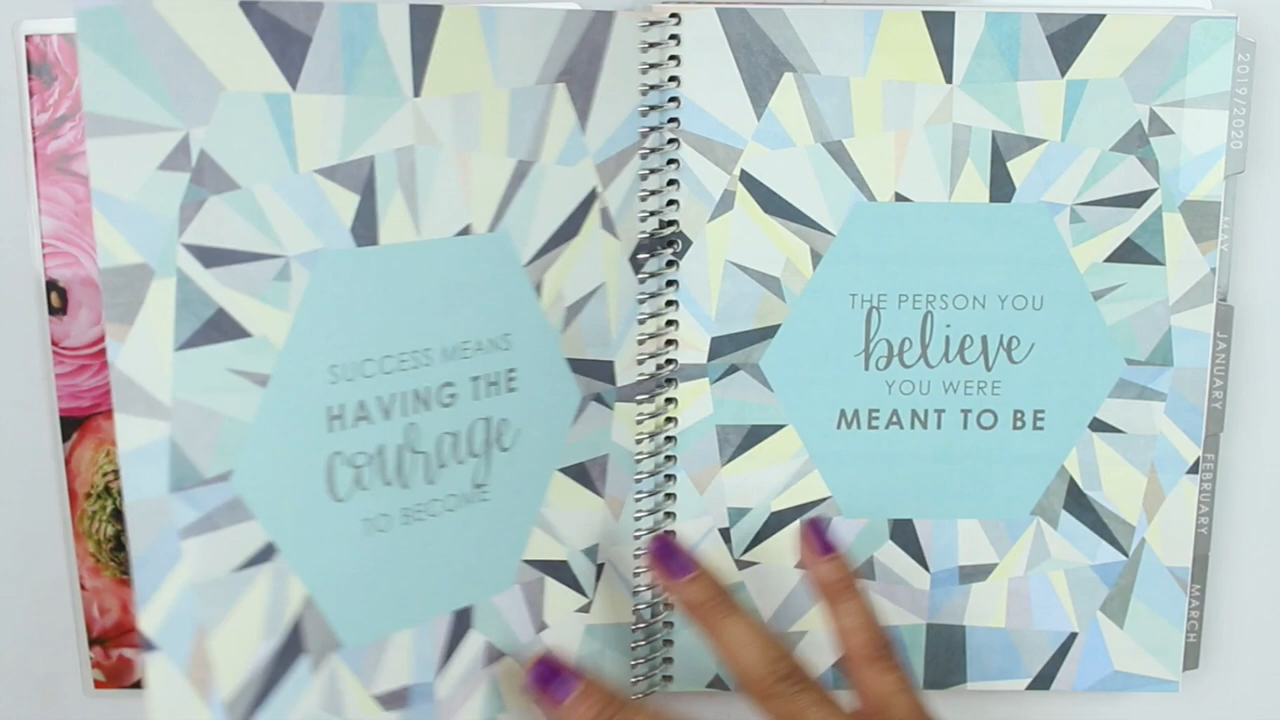 SUCCESS MEANS
HAVING THE
courage
TO BECOME
THE PERSON YOU
believe
YOU WERE
MEANT TO BE
2019/2020
MAY
JANUARY
FEBRUARY
MARCH